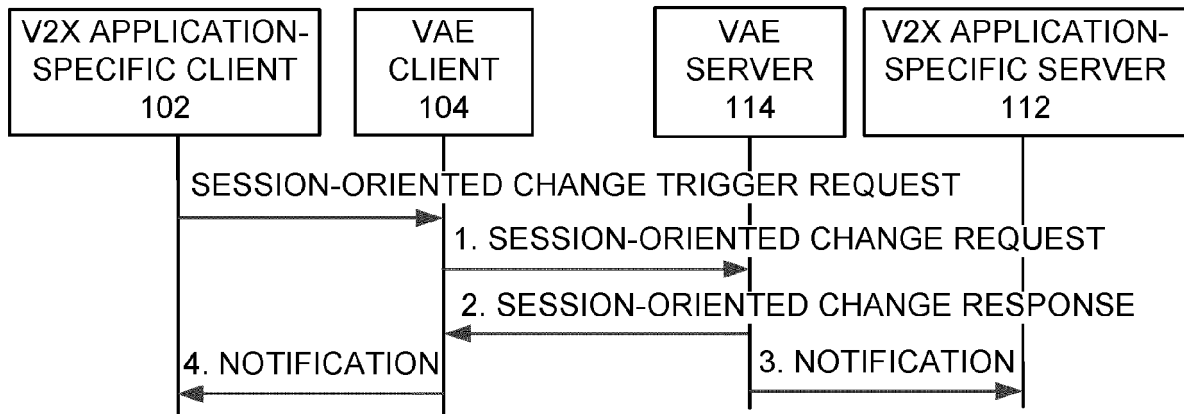 V2X APPLICATION-
SPECIFIC CLIENT
102
VAE
CLIENT
104
VAE
SERVER
114
V2X APPLICATION-
SPECIFIC SERVER
112
SESSION-ORIENTED CHANGE TRIGGER REQUEST
1. SESSION-ORIENTED CHANGE REQUEST
2. SESSION-ORIENTED CHANGE RESPONSE
4. NOTIFICATION
3. NOTIFICATION